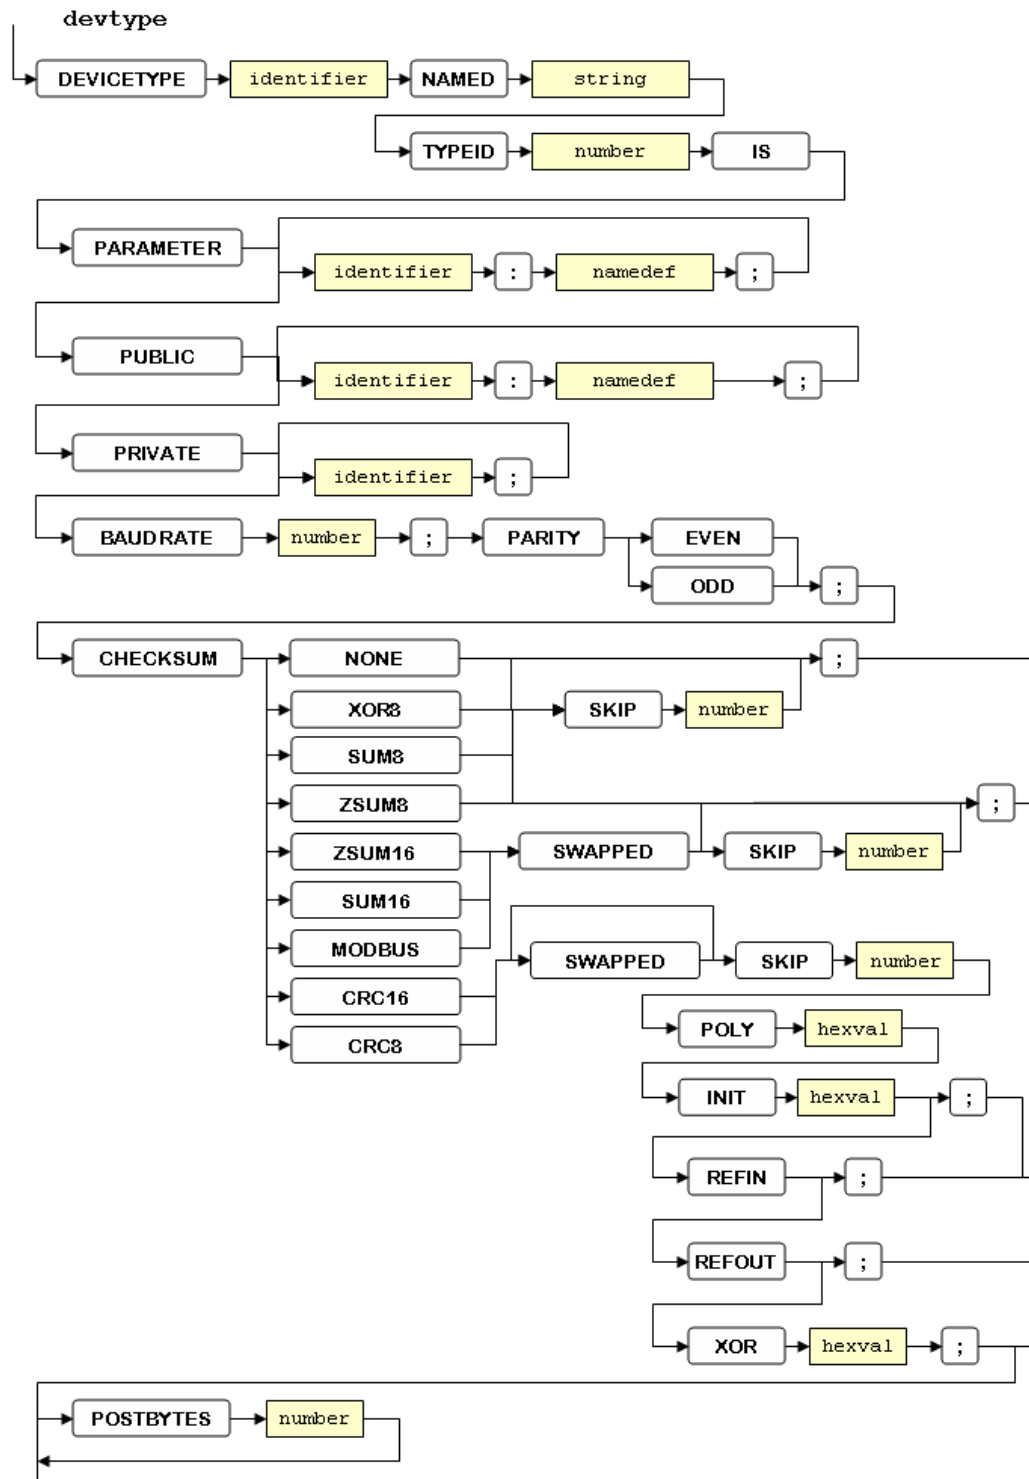 devtype
DEVICETYPE identifier NAMED string
TYPEID number IS
PARAMETER
identifier : namedef ;
PUBLIC
identifier : namedef ;
PRIVATE
identifier ;
BAUDRATE number ; PARITY EVEN
ODD ;
CHECKSUM NONE ;
XOR8 SKIP number
SUM8
ZSUM8 ;
ZSUM16 SWAPPED SKIP number
SUM16
MODBUS
SWAPPED SKIP number
CRC16
POLY hexval
CRC8
INIT hexval ;
REFIN ;
REFOUT ;
XOR hexval ;
POSTBYTES number